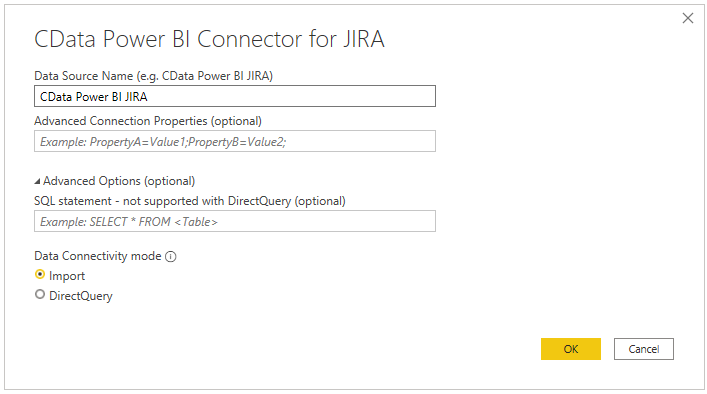 CData Power BI Connector for JIRA
Data Source Name (e.g. CData Power BI JIRA)
CData Power BI JIRA
Advanced Connection Properties (optional)
Example: PropertyA=Value1;PropertyB=Value2;
Advanced Options (optional)
SQL statement - not supported with DirectQuery (optional)
Example: SELECT * FROM <Table>
Data Connectivity mode
Import
DirectQuery
OK Cancel